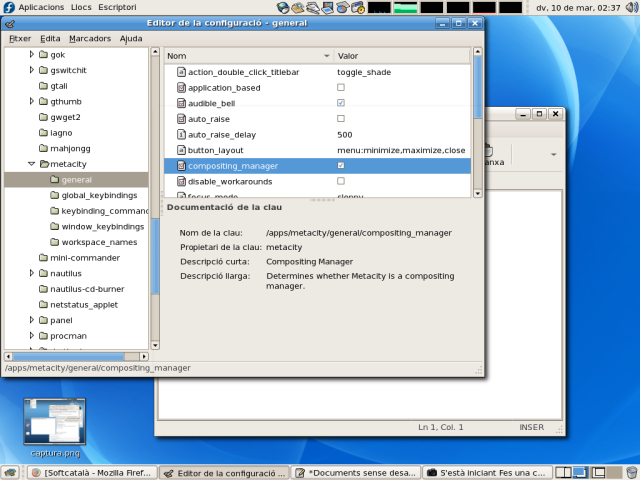 Aplicacions Llocs Escriptori
dv, 10 de mar, 02:37
Editor de la configuració - general
Fitxer Edita Marcadors Ajuda
gok
gswitchit
gtali
gthumb
gwget2
iagno
mahjongg
metacity
general
global_keybindings
keybinding_comman
window_keybindings
workspace_names
mini-commander
nautilus
nautilus-cd-burner
netstatus_applet
panel
procman
Nom Valor
action_double_click_titlebar toggle_shade
application_based
audible_bell
auto_raise
auto_raise_delay 500
button_layout menu:minimize,maximize,close
compositing_manager
disable_workarounds
focus_mode sloppy
Documentació de la clau
Nom de la clau: /apps/metacity/general/compositing_manager
Propietari de la clau: metacity
Descripció curta: Compositing Manager
Descripció llarga: Determines whether Metacity is a compositing
manager.
/apps/metacity/general/compositing_manager
anxa
Ln 1, Col. 1 INSER
captura.png
[Softcatalà - Mozilla Firef...
Editor de la configuració ...
*Documents sense desa...
S'està iniciant Fes una c...